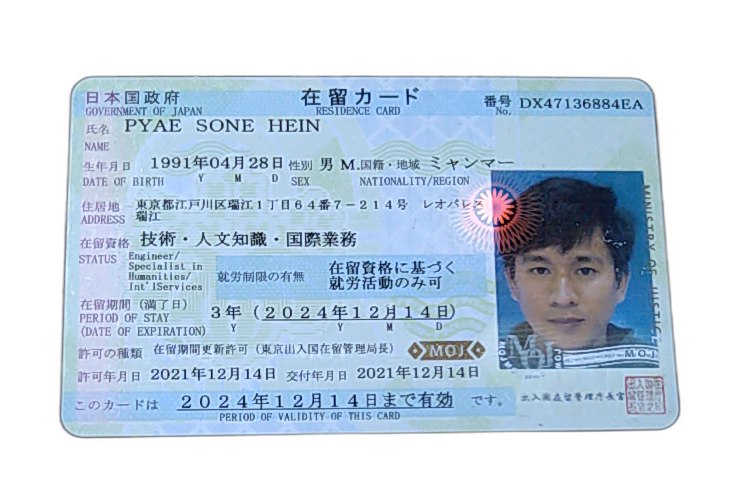 日本国政府 在留カード 番号 DX47136884EA
GOVERNMENT OF JAPAN RESIDENCE CARD No.
氏名 PYAE SONE HEIN
NAME
生年月日 1991年04月28日 性別 男 M. 国籍・地域 ミャンマー
DATE OF BIRTH Y M D SEX NATIONALITY/REGION
住居地 東京都江戸川区瑞江1丁目64番7－214号 レオパレス
ADDRESS 瑞江
在留資格 技術・人文知識・国際業務
STATUS Engineer/
Specialist in
Humanities/
Int'lServices
就労制限の有無 在留資格に基づく
就労活動のみ可
在留期間（満了日） 3年（2024年12月14日）
PERIOD OF STAY Y Y M D
(DATE OF EXPIRATION)
許可の種類 在留期間更新許可（東京出入国在留管理局長） MOJ
許可年月日 2021年12月14日 交付年月日 2021年12月14日
このカードは 2024年12月14日まで有効 です。
PERIOD OF VALIDITY OF THIS CARD
MOJ
MOJ
出入国在留管理庁長官